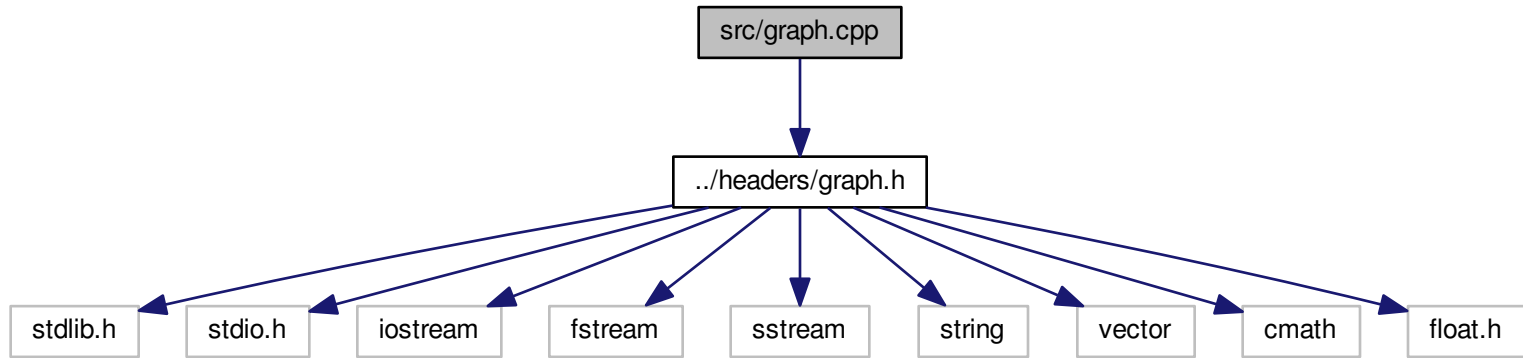 src/graph.cpp
../headers/graph.h
stdlib.h
stdio.h
iostream
fstream
sstream
string
vector
cmath
float.h